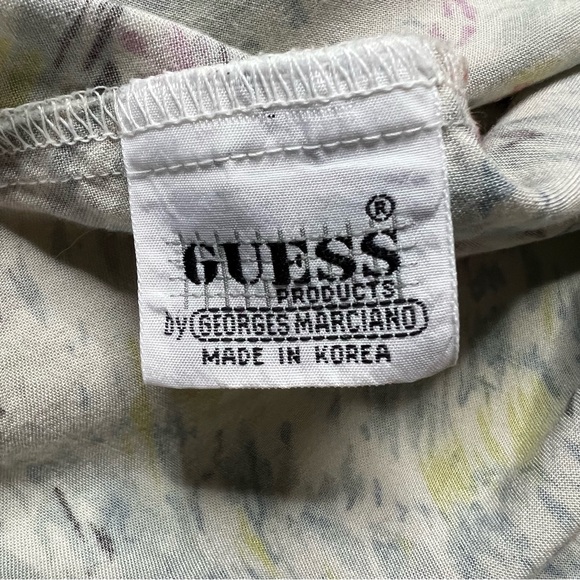 ®
GUESS
PRODUCTS
by GEORGES MARCIANO
MADE IN KOREA